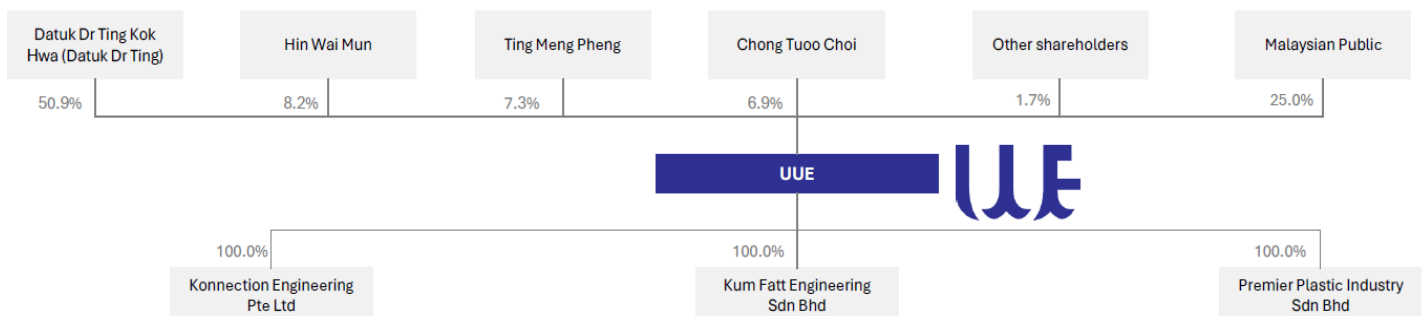 Datuk Dr Ting Kok
Hwa (Datuk Dr Ting)
Hin Wai Mun
Ting Meng Pheng
Chong Tuoo Choi
Other shareholders
Malaysian Public
50.9%
8.2%
7.3%
6.9%
1.7%
25.0%
UUE
UUE
100.0%
100.0%
100.0%
Konnection Engineering
Pte Ltd
Kum Fatt Engineering
Sdn Bhd
Premier Plastic Industry
Sdn Bhd